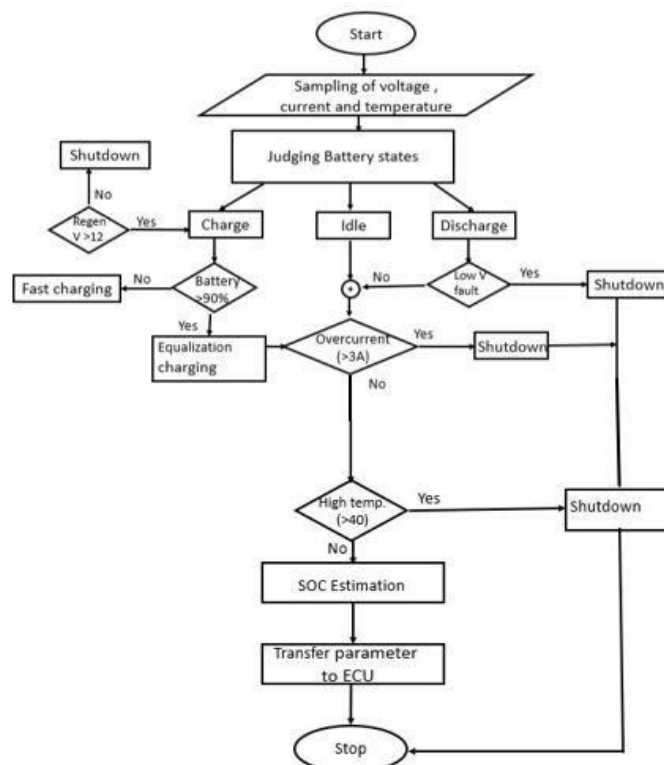 Start
Sampling of voltage ,
current and temperature
Judging Battery states
Shutdown
No
Regen
V >12
Yes
Charge
Idle
Discharge
Fast charging
No
Battery
>90%
No
Low V
fault
Yes
Shutdown
Yes
Equalization
charging
Overcurrent
(>3A)
Yes
Shutdown
No
High temp.
(>40)
Yes
Shutdown
No
SOC Estimation
Transfer parameter
to ECU
Stop